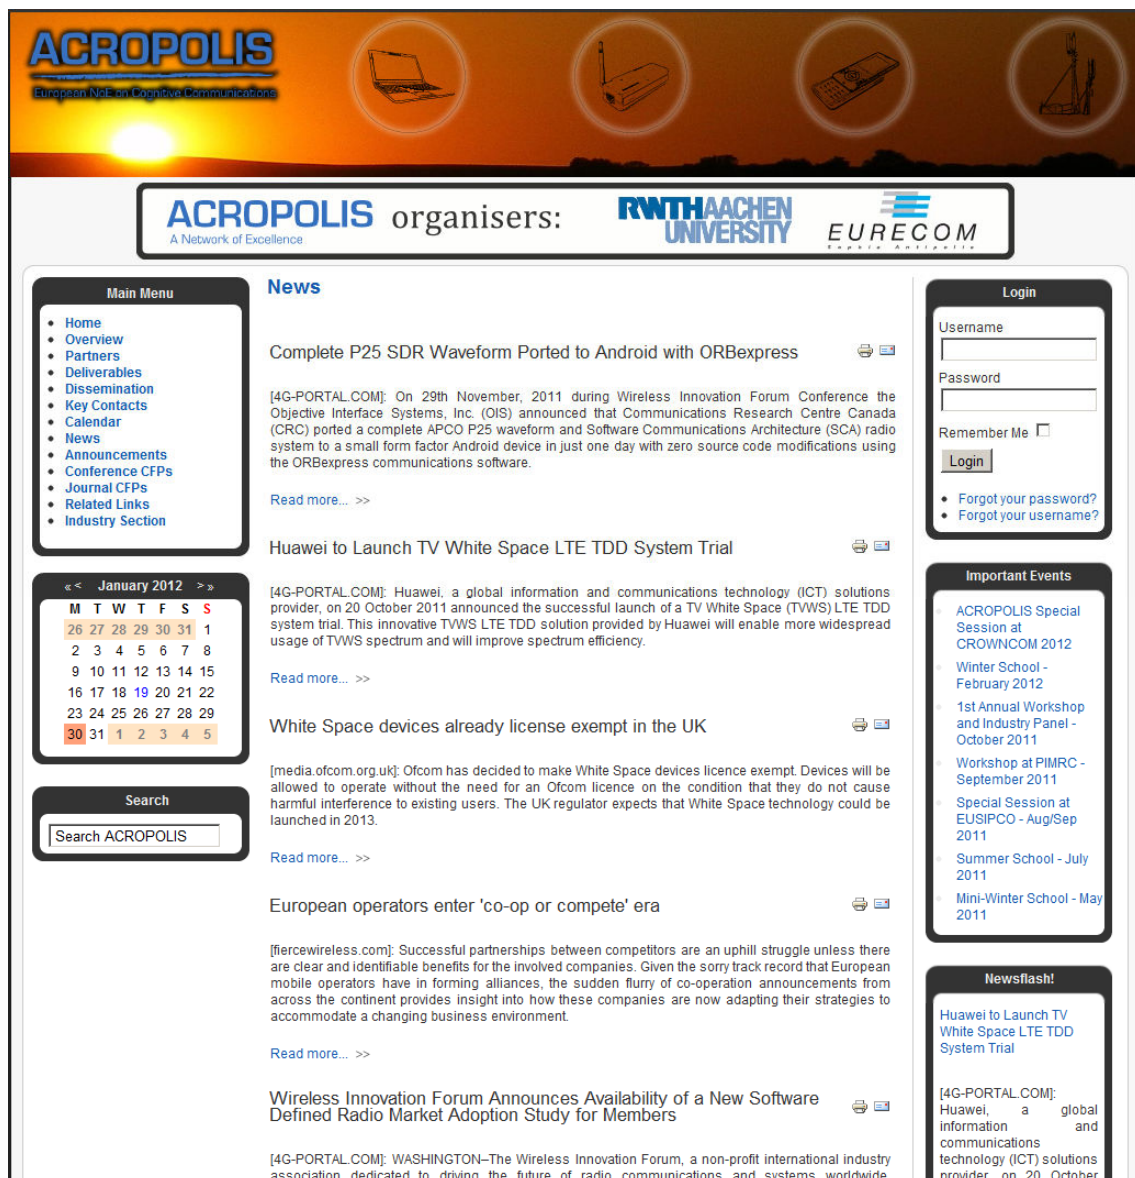 ACROPOLIS
European NoE on Cognitive Communications
ACROPOLIS
A Network of Excellence
organisers:
RWTHAACHEN
UNIVERSITY
EURECOM
Sophia Antipolis
Main Menu
Home
Overview
Partners
Deliverables
Dissemination
Key Contacts
Calendar
News
Announcements
Conference CFPs
Journal CFPs
Related Links
Industry Section
« < January 2012 > »
M T W T F S S
26 27 28 29 30 31 1
2 3 4 5 6 7 8
9 10 11 12 13 14 15
16 17 18 19 20 21 22
23 24 25 26 27 28 29
30 31 1 2 3 4 5
Search
Search ACROPOLIS
News
Complete P25 SDR Waveform Ported to Android with ORBexpress
[4G-PORTAL.COM]: On 29th November, 2011 during Wireless Innovation Forum Conference the
Objective Interface Systems, Inc. (OIS) announced that Communications Research Centre Canada
(CRC) ported a complete APCO P25 waveform and Software Communications Architecture (SCA) radio
system to a small form factor Android device in just one day with zero source code modifications using
the ORBexpress communications software.
Read more... >>
Huawei to Launch TV White Space LTE TDD System Trial
[4G-PORTAL.COM]: Huawei, a global information and communications technology (ICT) solutions
provider, on 20 October 2011 announced the successful launch of a TV White Space (TVWS) LTE TDD
system trial. This innovative TVWS LTE TDD solution provided by Huawei will enable more widespread
usage of TVWS spectrum and will improve spectrum efficiency.
Read more... >>
White Space devices already license exempt in the UK
[media.ofcom.org.uk]: Ofcom has decided to make White Space devices licence exempt. Devices will be
allowed to operate without the need for an Ofcom licence on the condition that they do not cause
harmful interference to existing users. The UK regulator expects that White Space technology could be
launched in 2013.
Read more... >>
European operators enter 'co-op or compete' era
[fiercewireless.com]: Successful partnerships between competitors are an uphill struggle unless there
are clear and identifiable benefits for the involved companies. Given the sorry track record that European
mobile operators have in forming alliances, the sudden flurry of co-operation announcements from
across the continent provides insight into how these companies are now adapting their strategies to
accommodate a changing business environment.
Read more... >>
Wireless Innovation Forum Announces Availability of a New Software
Defined Radio Market Adoption Study for Members
[4G-PORTAL.COM]: WASHINGTON–The Wireless Innovation Forum, a non-profit international industry
association dedicated to driving the future of radio communications and systems worldwide,
Login
Username
Password
Remember Me
Login
Forgot your password?
Forgot your username?
Important Events
ACROPOLIS Special
Session at
CROWNCOM 2012
Winter School -
February 2012
1st Annual Workshop
and Industry Panel -
October 2011
Workshop at PIMRC -
September 2011
Special Session at
EUSIPCO - Aug/Sep
2011
Summer School - July
2011
Mini-Winter School - May
2011
Newsflash!
Huawei to Launch TV
White Space LTE TDD
System Trial
[4G-PORTAL.COM]:
Huawei, a global
information and
communications
technology (ICT) solutions
provider, on 20 October